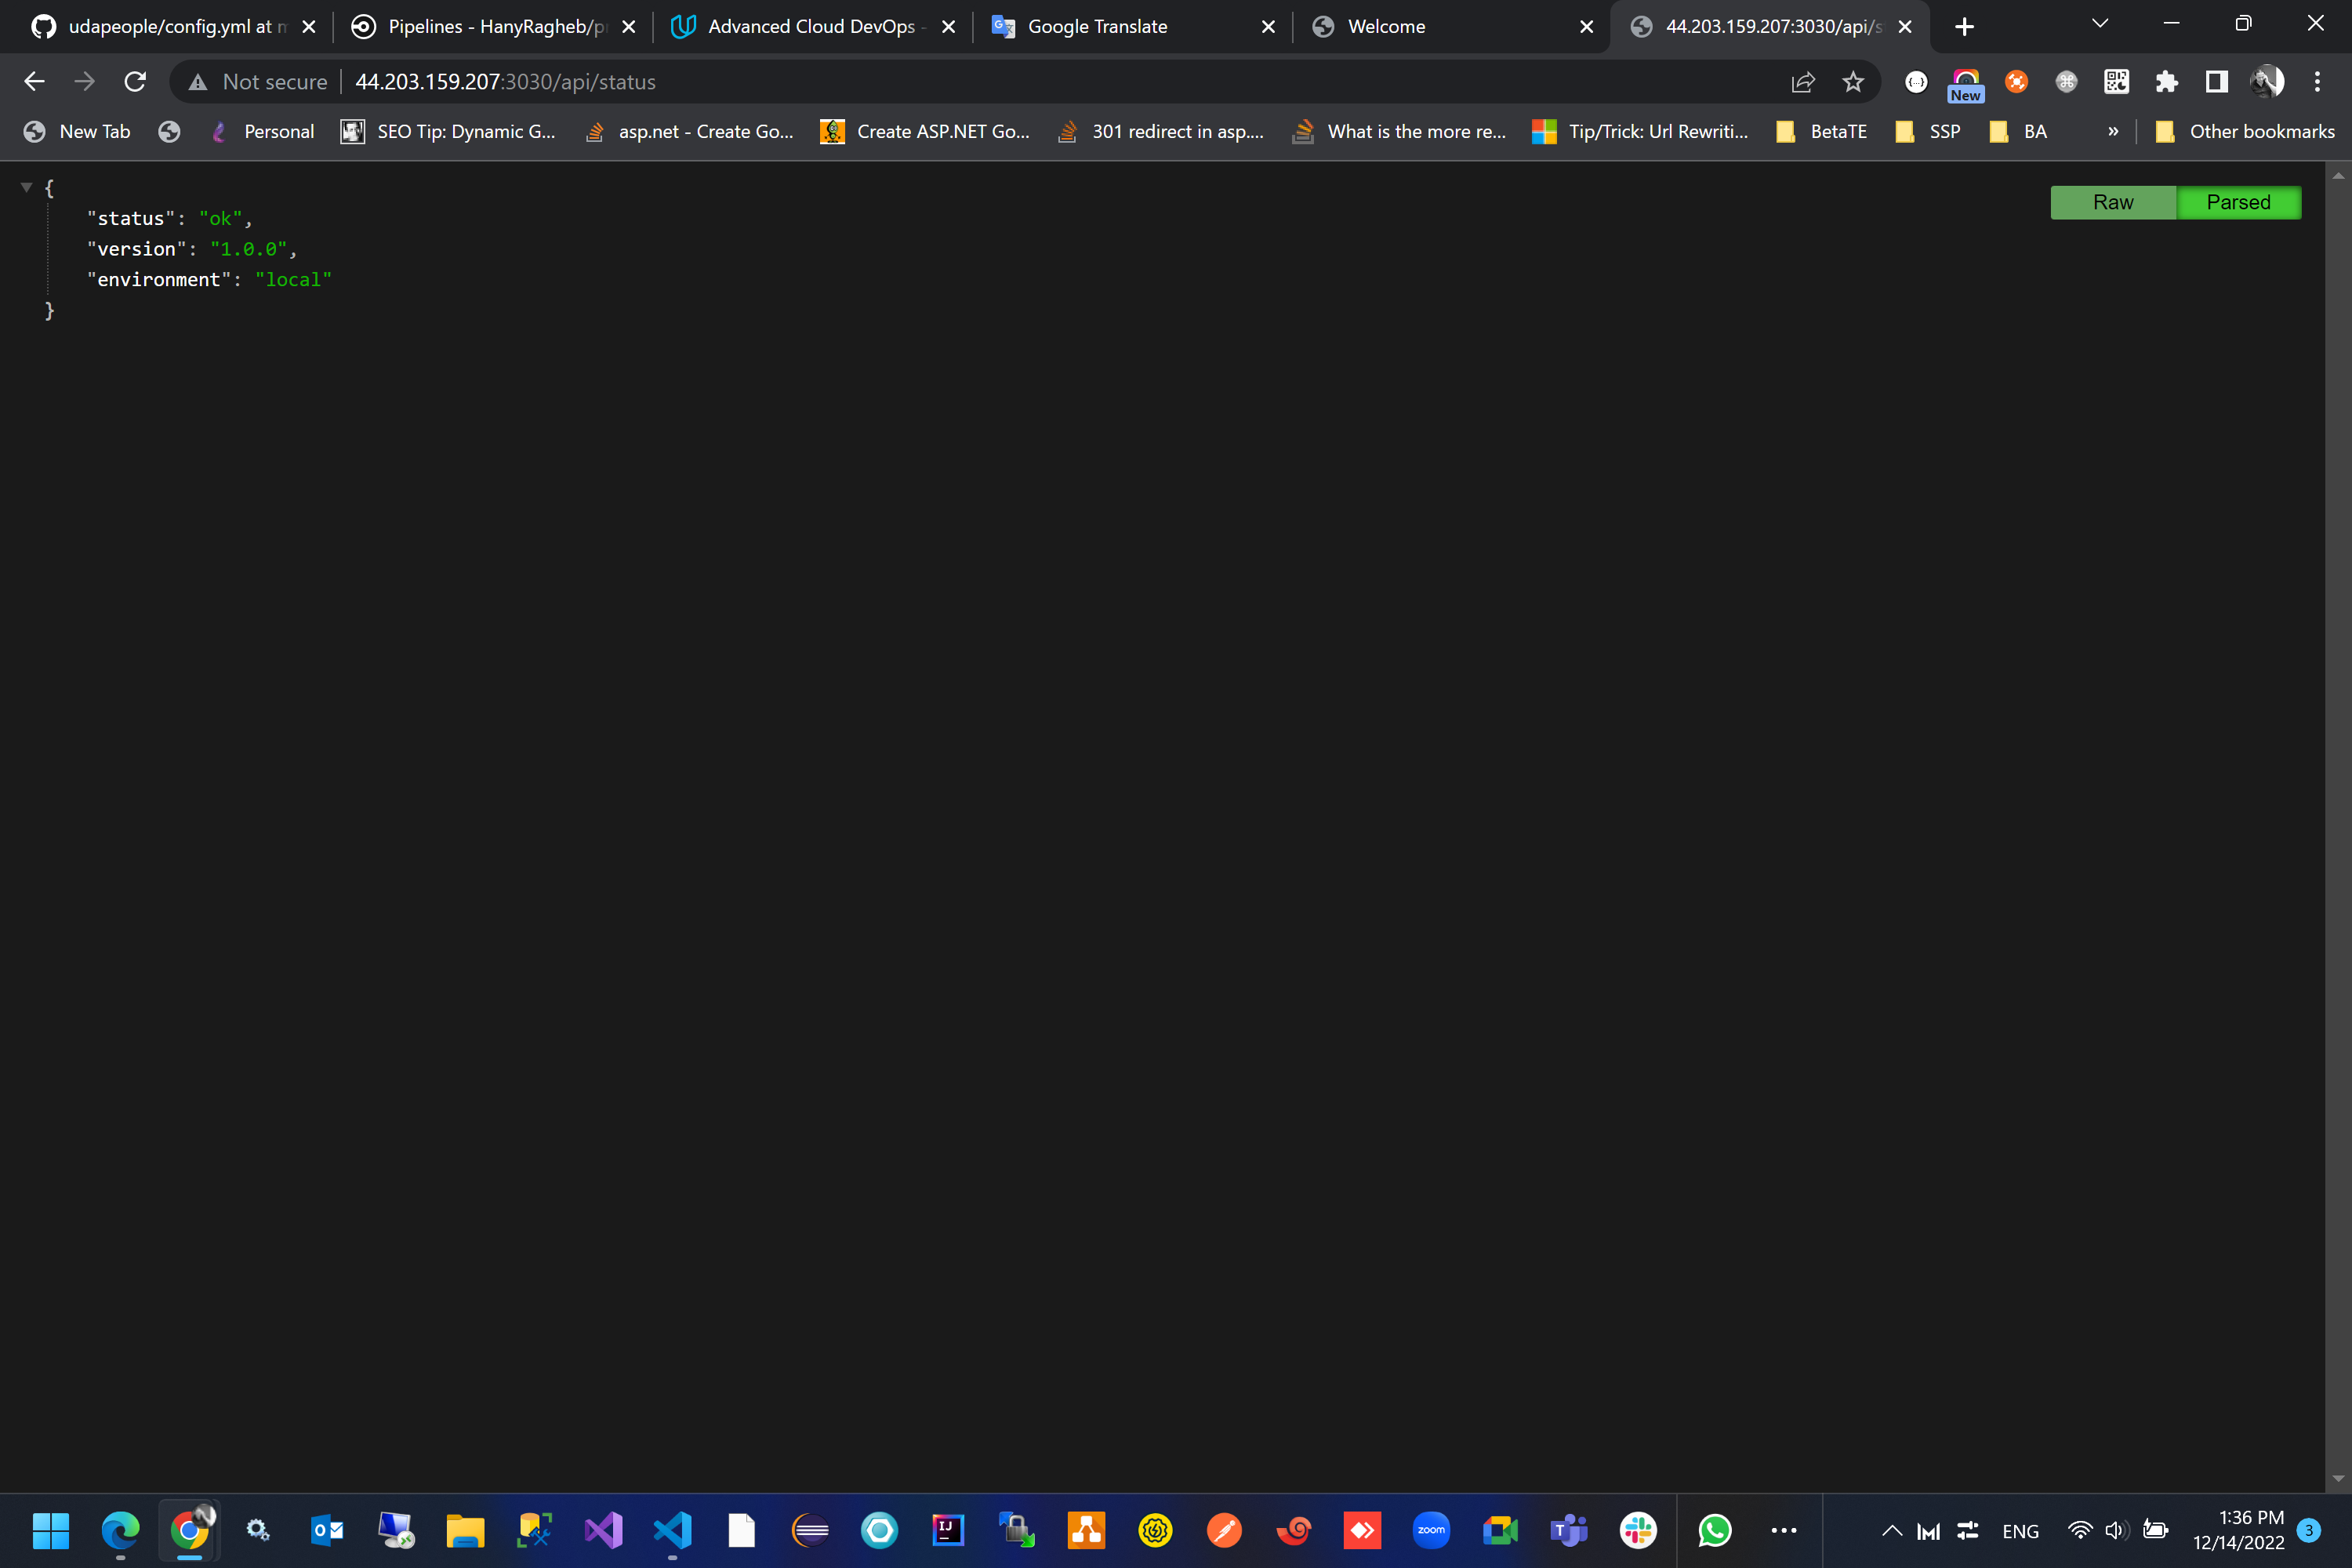 udapeople/config.yml at m
Pipelines - HanyRagheb/pr
Advanced Cloud DevOps -
Google Translate
Welcome
44.203.159.207:3030/api/s
Not secure
44.203.159.207:3030/api/status
New
New Tab
Personal
SEO Tip: Dynamic G...
asp.net - Create Go...
Create ASP.NET Go...
301 redirect in asp....
What is the more re...
Tip/Trick: Url Rewriti...
BetaTE
SSP
BA
»
Other bookmarks
{
"status": "ok",
"version": "1.0.0",
"environment": "local"
}
Raw
Parsed
IJ
zoom
T
ENG
1:36 PM
12/14/2022
3